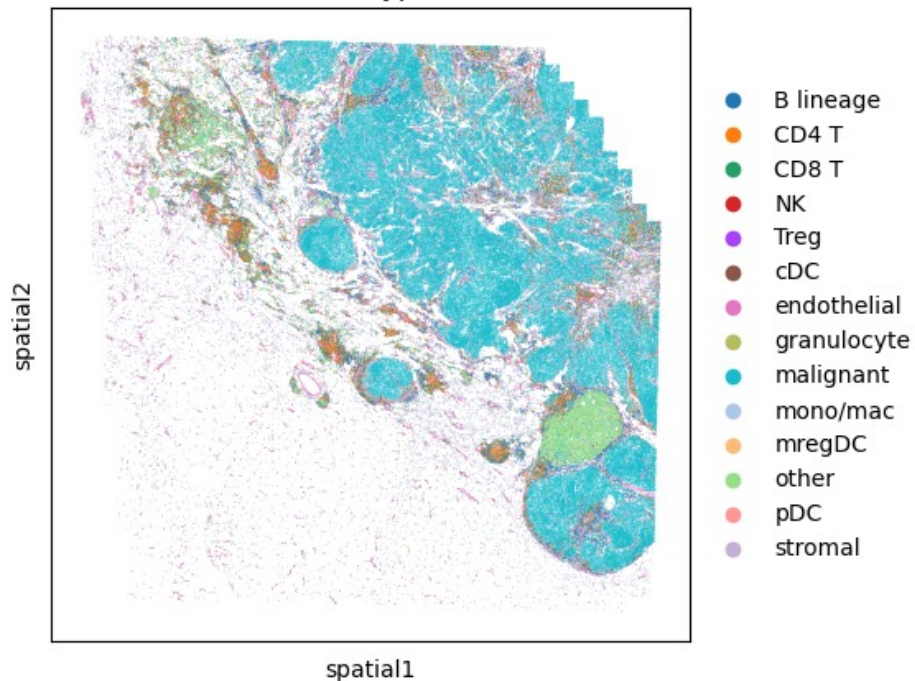 B lineage
CD4 T
CD8 T
NK
Treg
cDC
endothelial
granulocyte
malignant
mono/mac
mregDC
other
pDC
stromal
spatial2
spatial1